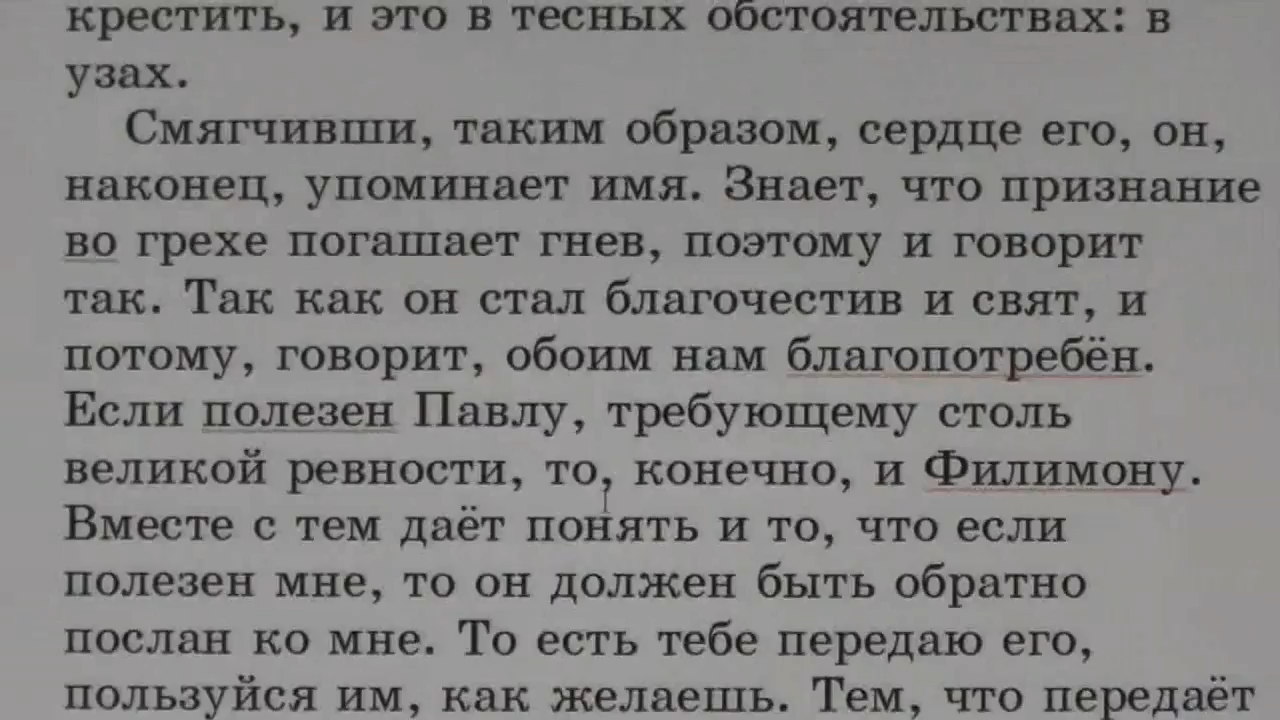 крестить, и это в тесных обстоятельствах: в
узах.
Смягчивши, таким образом, сердце его, он,
наконец, упоминает имя. Знает, что признание
во грехе погашает гнев, поэтому и говорит
так. Так как он стал благочестив и свят, и
потому, говорит, обоим нам благопотребён.
Если полезен Павлу, требующему столь
великой ревности, то, конечно, и Филимону.
Вместе с тем даёт понять и то, что если
полезен мне, то он должен быть обратно
послан ко мне. То есть тебе передаю его,
пользуйся им, как желаешь. Тем, что передаёт